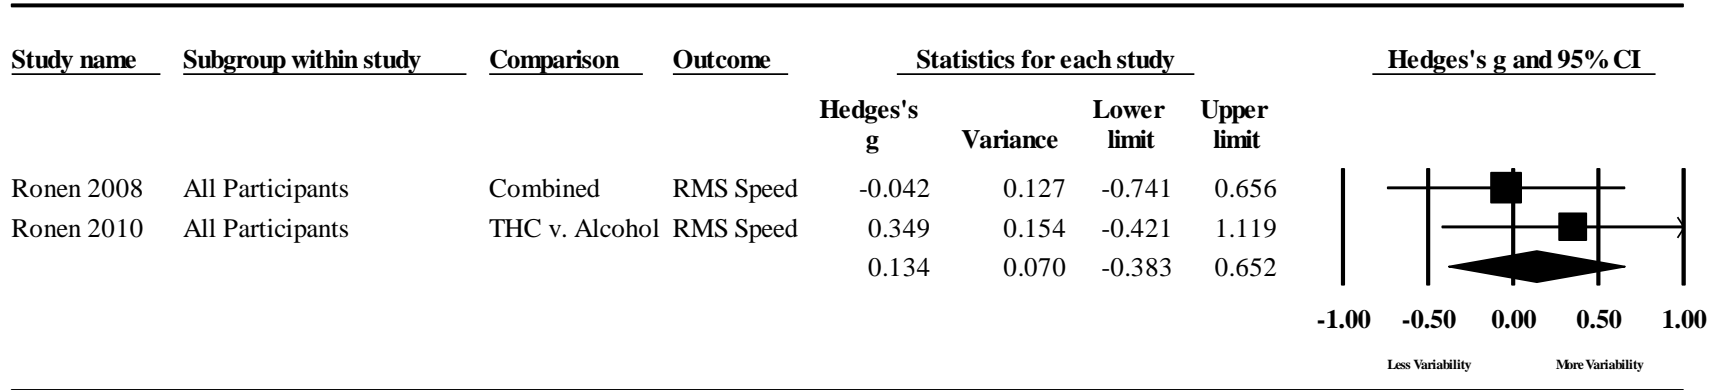 Study name Subgroup within study Comparison Outcome Statistics for each study Hedges's g and 95% CI
Hedges's g Variance Lower limit Upper limit
Ronen 2008 All Participants Combined RMS Speed -0.042 0.127 -0.741 0.656
Ronen 2010 All Participants THC v. Alcohol RMS Speed 0.349 0.154 -0.421 1.119
0.134 0.070 -0.383 0.652
-1.00 -0.50 0.00 0.50 1.00
Less Variability More Variability